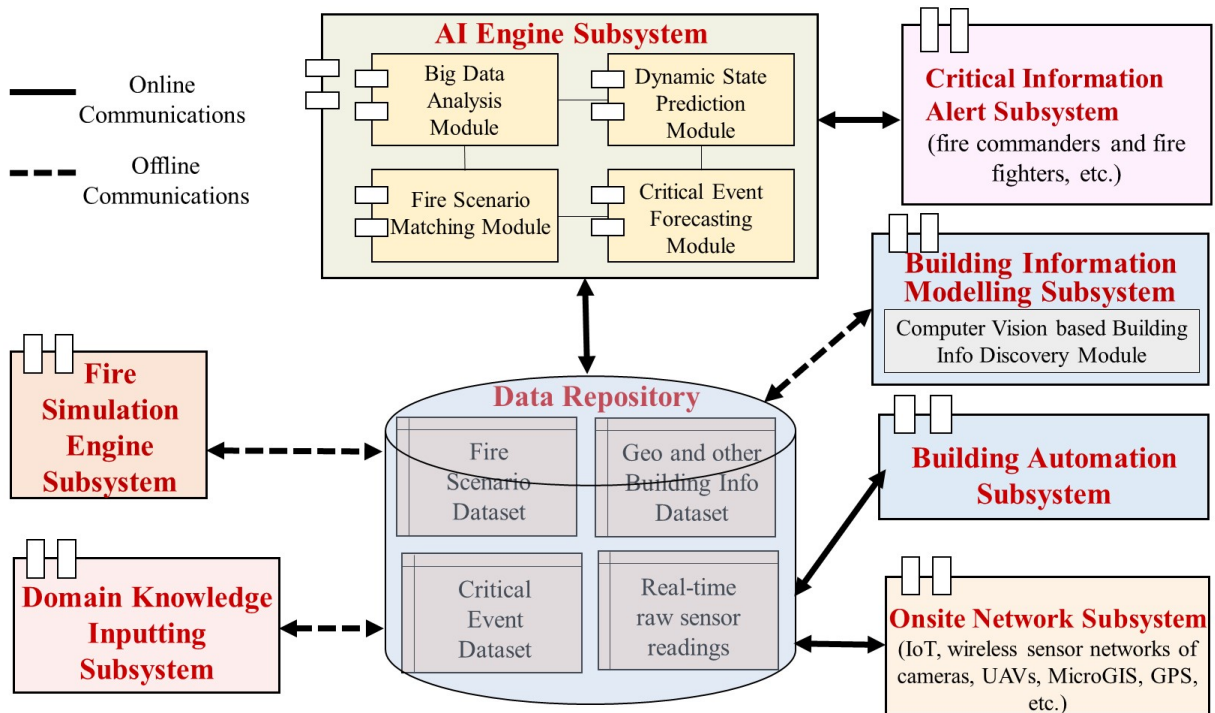 Online
Communications
Offline
Communications
AI Engine Subsystem
Big Data
Analysis
Module
Dynamic State
Prediction
Module
Fire Scenario
Matching Module
Critical Event
Forecasting
Module
Critical Information
Alert Subsystem
(fire commanders and fire
fighters, etc.)
Building Information
Modelling Subsystem
Computer Vision based Building
Info Discovery Module
Fire
Simulation
Engine
Subsystem
Data Repository
Fire
Scenario
Dataset
Geo and other
Building Info
Dataset
Critical
Event
Dataset
Real-time
raw sensor
readings
Building Automation
Subsystem
Domain Knowledge
Inputting
Subsystem
Onsite Network Subsystem
(IoT, wireless sensor networks of
cameras, UAVs, MicroGIS, GPS,
etc.)